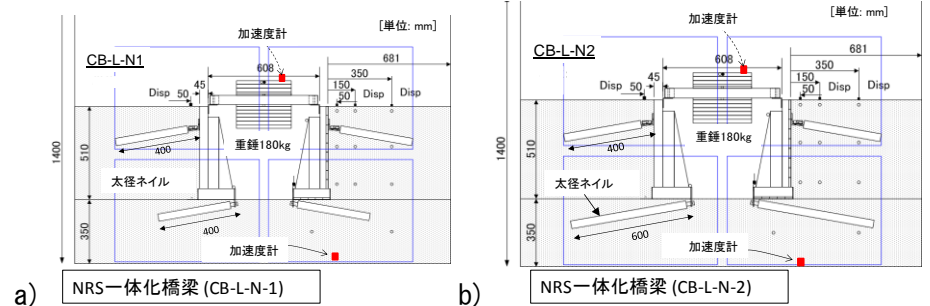 [単位: mm]
加速度計
CB-L-N1
608
681
350
150
45
50
50
Disp
Disp
Disp
重錘180kg
400
太径ネイル
400
1400
510
350
加速度計
a)
NRS一体化橋梁 (CB-L-N-1)
[単位: mm]
加速度計
CB-L-N2
608
681
350
150
45
50
50
Disp
Disp
Disp
重錘180kg
400
太径ネイル
600
1400
510
350
加速度計
b)
NRS一体化橋梁 (CB-L-N-2)